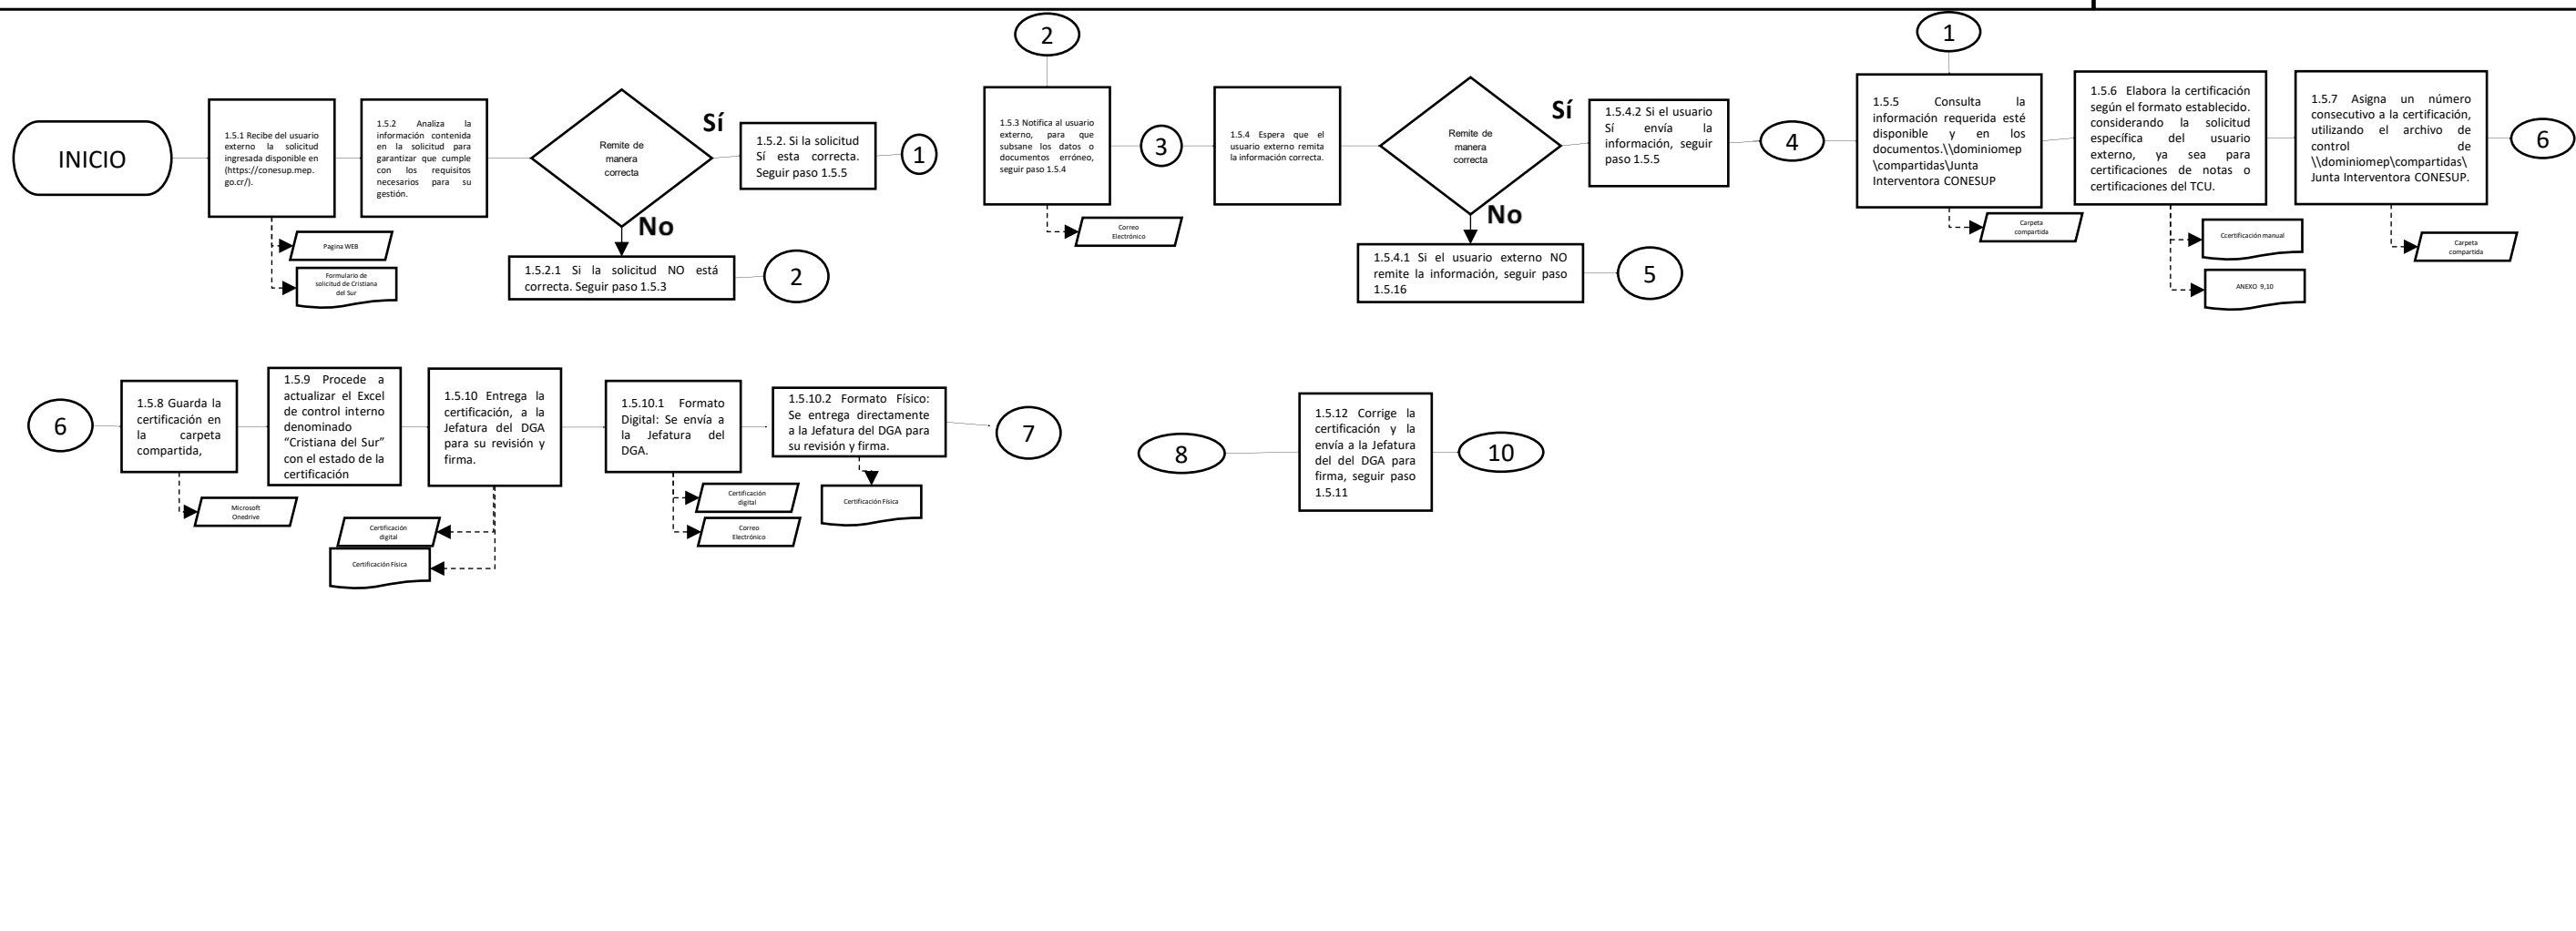 INICIO
1.5.1 Recibe del usuario
externo la solicitud
ingresada disponible en
(https://conesup.mep.
go.cr/).
Pagina WEB
Formulario de
solicitud de Cristiana
del Sur
1.5.2 Analiza la
información contenida
en la solicitud para
garantizar que cumple
con los requisitos
necesarios para su
gestión.
Remite de
manera
correcta
Sí
No
1.5.2. Si la solicitud
Sí esta correcta.
Seguir paso 1.5.5
1
1.5.2.1 Si la solicitud NO está
correcta. Seguir paso 1.5.3
2
2
1.5.3 Notifica al usuario
externo, para que
subsane los datos o
documentos erróneo,
seguir paso 1.5.4
Correo
Electrónico
3
1.5.4 Espera que el
usuario externo remita
la información correcta.
Remite de
manera
correcta
Sí
No
1.5.4.2 Si el usuario
Sí envía la
información, seguir
paso 1.5.5
4
1.5.4.1 Si el usuario externo NO
remite la información, seguir paso
1.5.16
5
1
1.5.5 Consulta la
información requerida esté
disponible y en los
documentos.\\dominiomep
\compartidas\Junta
Interventora CONESUP
Carpeta
compartida
1.5.6 Elabora la certificación
según el formato establecido.
considerando la solicitud
específica del usuario
externo, ya sea para
certificaciones de notas o
certificaciones del TCU.
Ccertificación manual
ANEXO 9,10
1.5.7 Asigna un número
consecutivo a la certificación,
utilizando el archivo de
control de
\\dominiomep\compartidas\
Junta Interventora CONESUP.
Carpeta
compartida
6
6
1.5.8 Guarda la
certificación en
la carpeta
compartida,
Microsoft
Onedrive
1.5.9 Procede a
actualizar el Excel
de control interno
denominado
“Cristiana del Sur”
con el estado de la
certificación
1.5.10 Entrega la
certificación, a la
Jefatura del DGA
para su revisión y
firma.
Certificación
digital
Certificación Física
1.5.10.1 Formato
Digital: Se envía a
la Jefatura del
DGA.
Certificación
digital
Correo
Electrónico
1.5.10.2 Formato Físico:
Se entrega directamente
a la Jefatura del DGA para
su revisión y firma.
Certificación Física
7
8
1.5.12 Corrige la
certificación y la
envía a la Jefatura
del del DGA para
firma, seguir paso
1.5.11
10